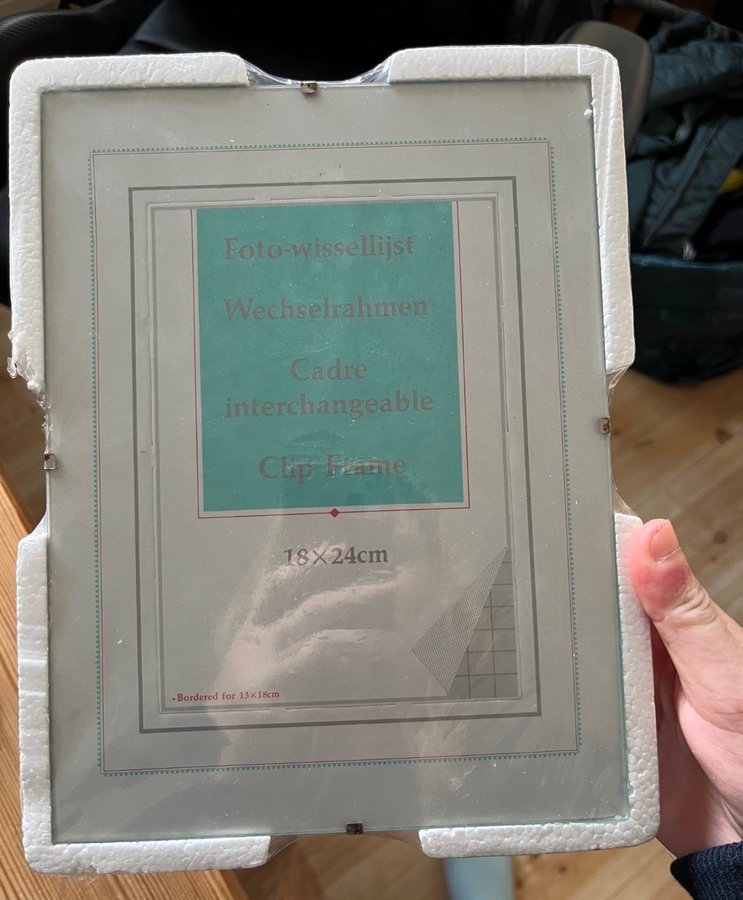 Foto-wissellijst
Wechselrahmen
Cadre
interchangeable
Clip Frame
18×24cm
•Bordered for 13×18cm